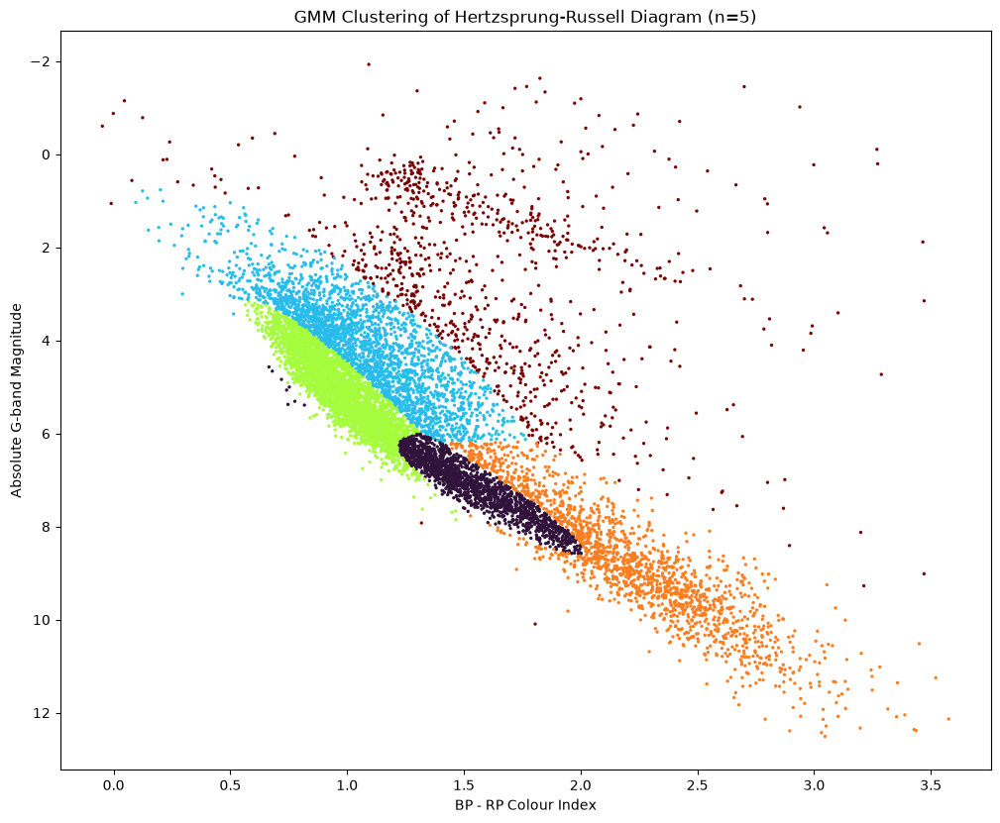 GMM Clustering of Hertzsprung-Russell Diagram (n=5)
Absolute G-band Magnitude
−2
0
2
4
6
8
10
12
0.0 0.5 1.0 1.5 2.0 2.5 3.0 3.5
BP - RP Colour Index